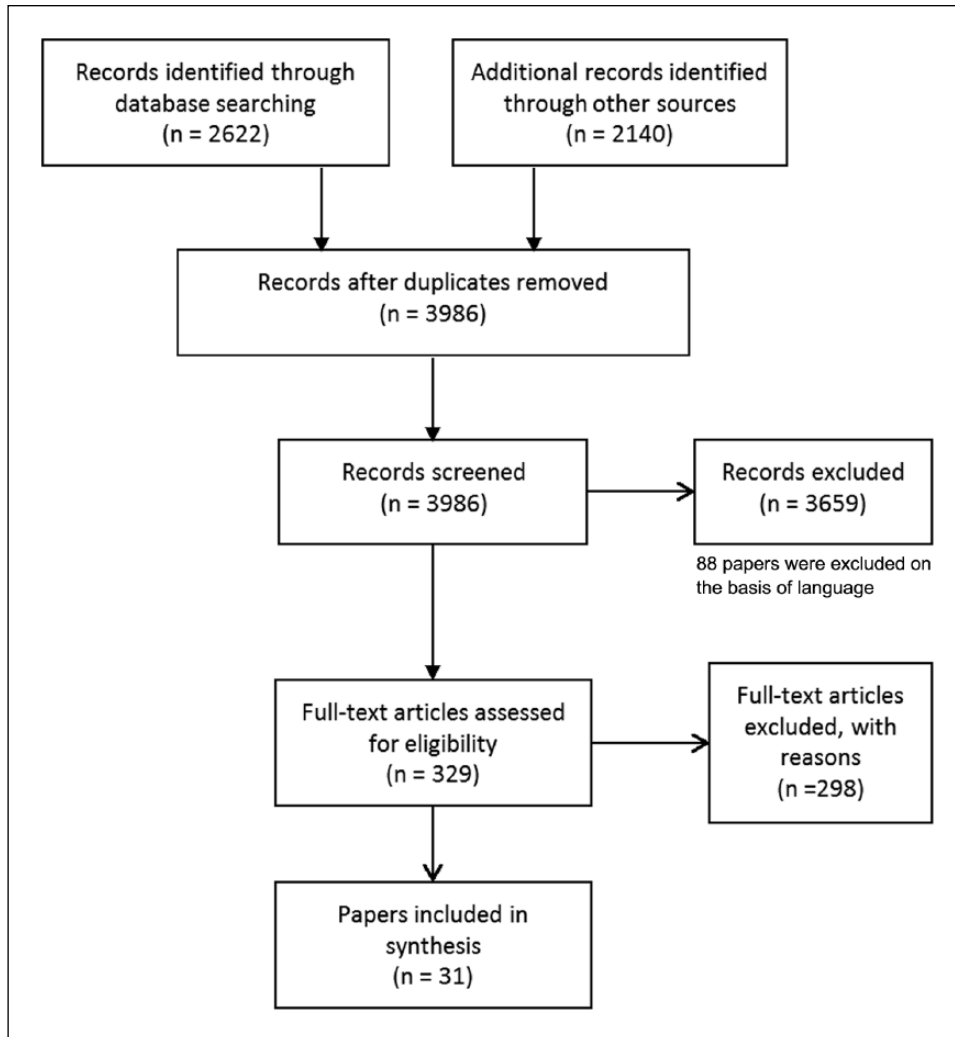 Records identified through
database searching
(n = 2622)
Additional records identified
through other sources
(n = 2140)
Records after duplicates removed
(n = 3986)
Records screened
(n = 3986)
Records excluded
(n = 3659)
88 papers were excluded on
the basis of language
Full-text articles assessed
for eligibility
(n = 329)
Full-text articles
excluded, with
reasons
(n =298)
Papers included in
synthesis
(n = 31)